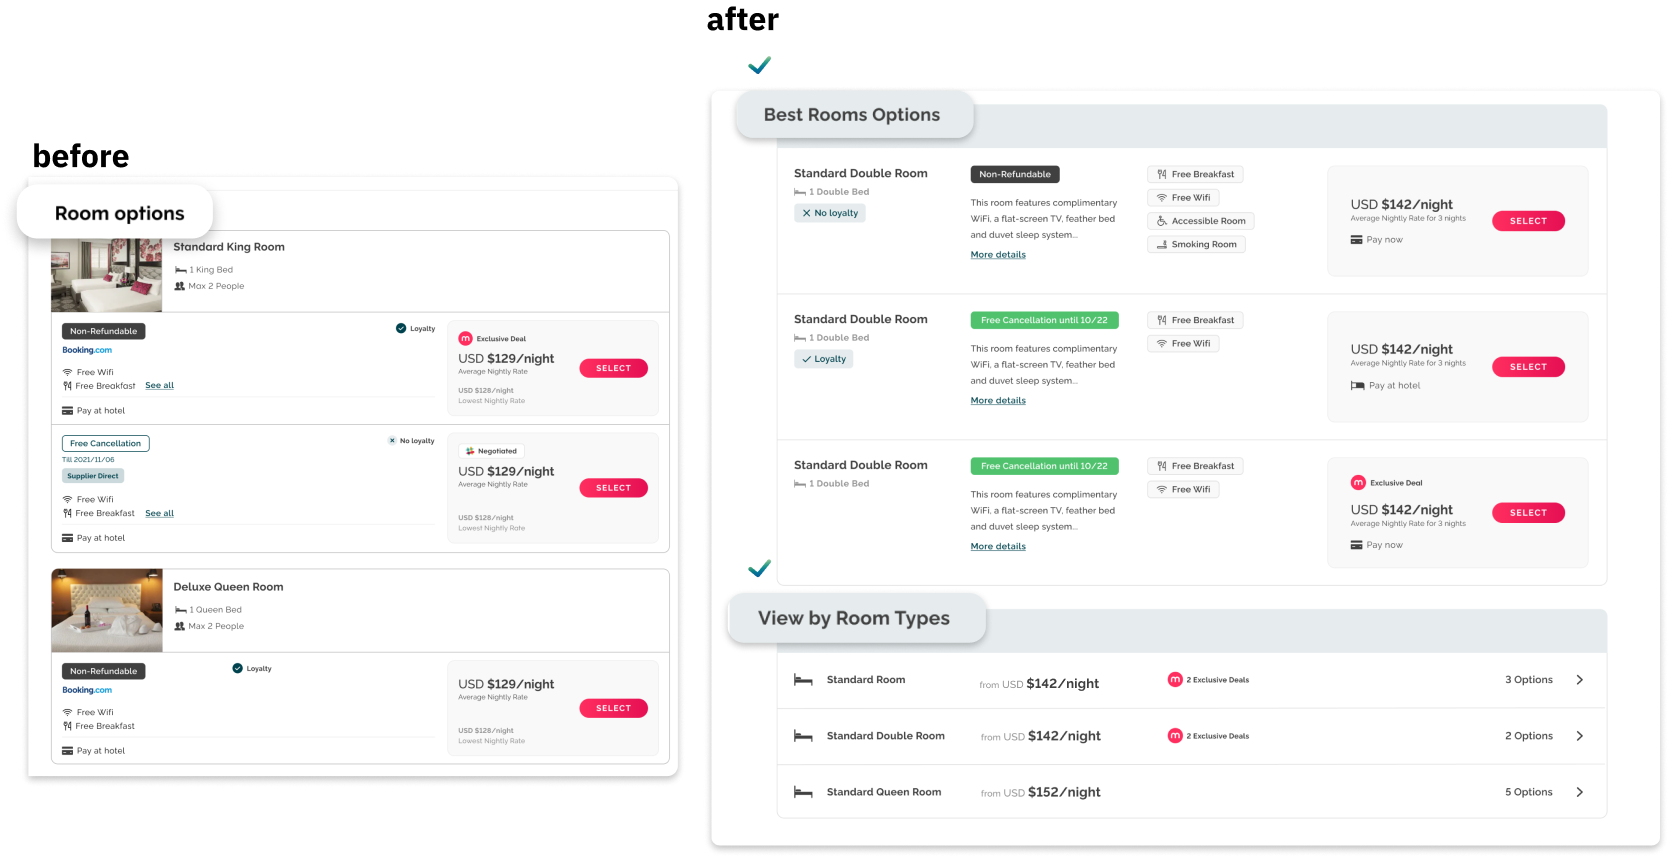 before
Room options
Standard King Room
1 King Bed
Max 2 People
Non-Refundable
Loyalty
Booking.com
Free Wifi
Free Breakfast See all
Pay at hotel
Exclusive Deal
USD $129/night
Average Nightly Rate
SELECT
USD $128/night
Lowest Nightly Rate
Free Cancellation
No loyalty
Till 2021/11/06
Supplier Direct
Free Wifi
Free Breakfast See all
Pay at hotel
Negotiated
USD $129/night
Average Nightly Rate
SELECT
USD $128/night
Lowest Nightly Rate
Deluxe Queen Room
1 Queen Bed
Max 2 People
Non-Refundable
Loyalty
Booking.com
Free Wifi
Free Breakfast
Pay at hotel
USD $129/night
Average Nightly Rate
SELECT
USD $128/night
Lowest Nightly Rate
after
Best Rooms Options
Standard Double Room
1 Double Bed
No loyalty
Non-Refundable
This room features complimentary
WiFi, a flat-screen TV, feather bed
and duvet sleep system...
More details
Free Breakfast
Free Wifi
Accessible Room
Smoking Room
USD $142/night
Average Nightly Rate for 3 nights
Pay now
SELECT
Standard Double Room
1 Double Bed
Loyalty
Free Cancellation until 10/22
This room features complimentary
WiFi, a flat-screen TV, feather bed
and duvet sleep system...
More details
Free Breakfast
Free Wifi
USD $142/night
Average Nightly Rate for 3 nights
Pay at hotel
SELECT
Standard Double Room
1 Double Bed
Free Cancellation until 10/22
This room features complimentary
WiFi, a flat-screen TV, feather bed
and duvet sleep system...
More details
Free Breakfast
Free Wifi
Exclusive Deal
USD $142/night
Average Nightly Rate for 3 nights
Pay now
SELECT
View by Room Types
Standard Room from USD $142/night 2 Exclusive Deals 3 Options
Standard Double Room from USD $142/night 2 Exclusive Deals 2 Options
Standard Queen Room from USD $152/night 5 Options